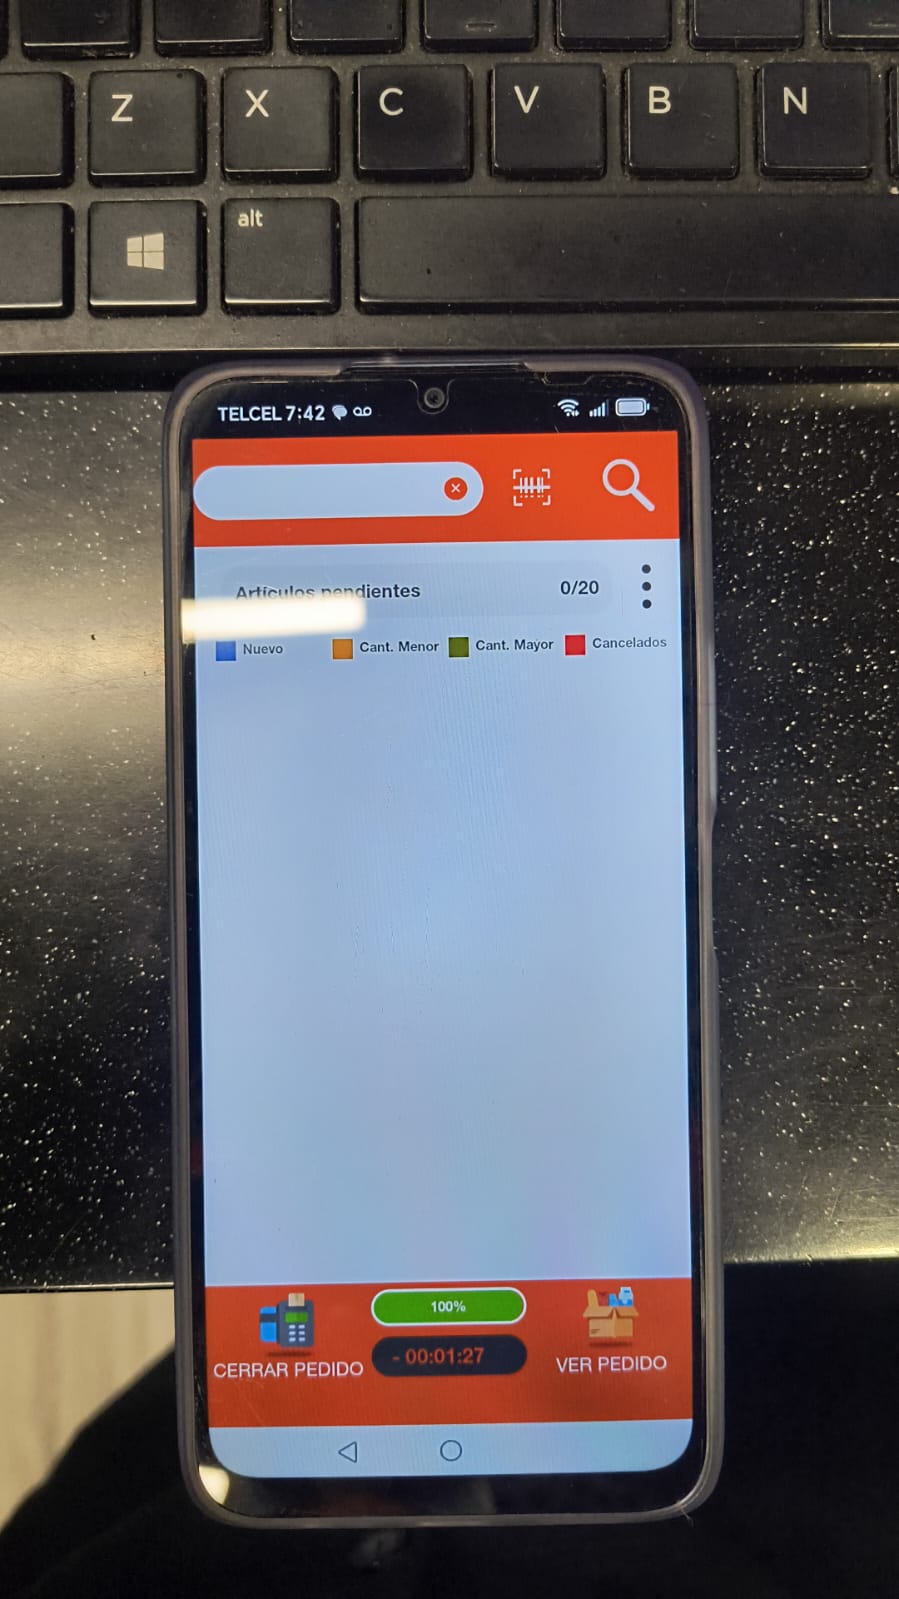 Z X C V B N
alt
TELCEL 7:42
Artículos pendientes 0/20
Nuevo Cant. Menor Cant. Mayor Cancelados
100%
- 00:01:27
CERRAR PEDIDO VER PEDIDO